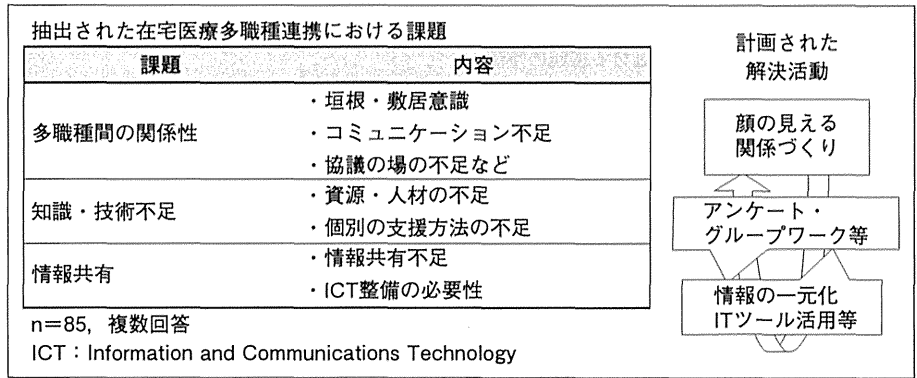 抽出された在宅医療多職種連携における課題
課題 内容
多職種間の関係性
・垣根・敷居意識
・コミュニケーション不足
・協議の場の不足など
知識・技術不足
・資源・人材の不足
・個別の支援方法の不足
情報共有
・情報共有不足
・ICT整備の必要性
n=85，複数回答
ICT：Information and Communications Technology
計画された
解決活動
顔の見える
関係づくり
アンケート・
グループワーク等
情報の一元化
ITツール活用等